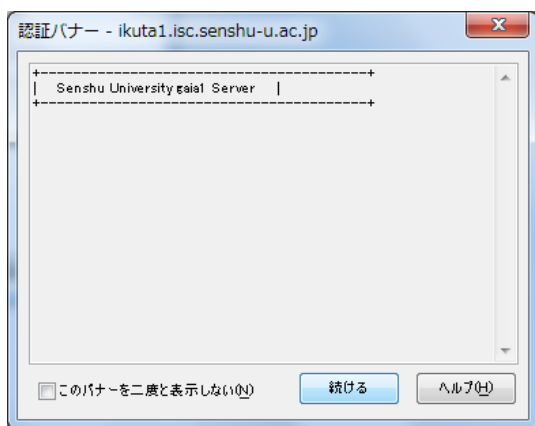 認証バナー - ikuta1.isc.senshu-u.ac.jp
+----------------------------------------+
|    Senshu University gaia1 Server    |
+----------------------------------------+
このバナーを二度と表示しない(N)
続ける
ヘルプ(H)